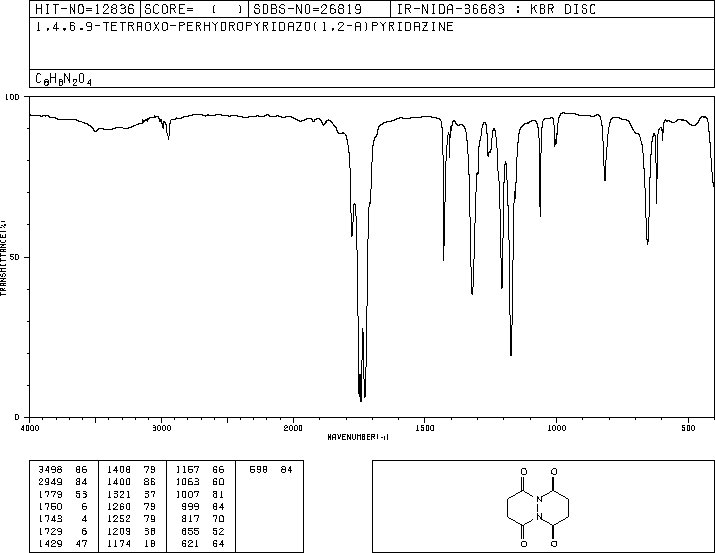 HIT-NO=12836 SCORE= ( ) SDBS-NO=26819 IR-NIDA-36683 : KBR DISC
1,4,6,9-TETRAOXO-PERHYDROPYRIDAZO(1,2-A)PYRIDAZINE
C8H8N2O4
100
50
0
TRANSMITTANCE(%)
4000 3000 2000 1500 1000 500
WAVENUMBER(-1)
3498 86 1408 79 1167 66 698 84
2949 84 1400 86 1063 60
1779 53 1321 37 1007 81
1760 6 1260 79 999 84
1743 4 1252 79 817 70
1729 6 1209 38 655 52
1429 47 1174 18 621 64
O O
N
N
O O